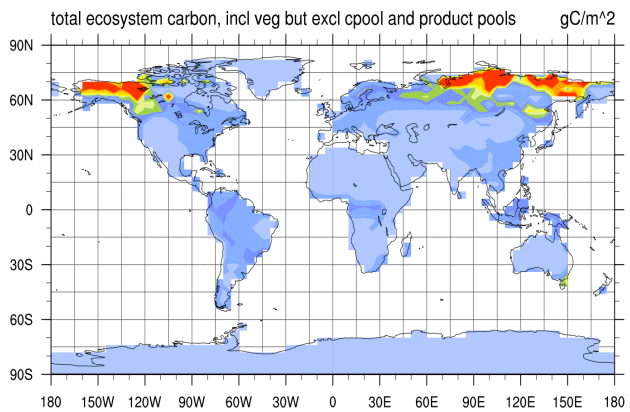 total ecosystem carbon, incl veg but excl cpool and product pools gC/m^2
90N
60N
30N
0
30S
60S
90S
180 150W 120W 90W 60W 30W 0 30E 60E 90E 120E 150E 180